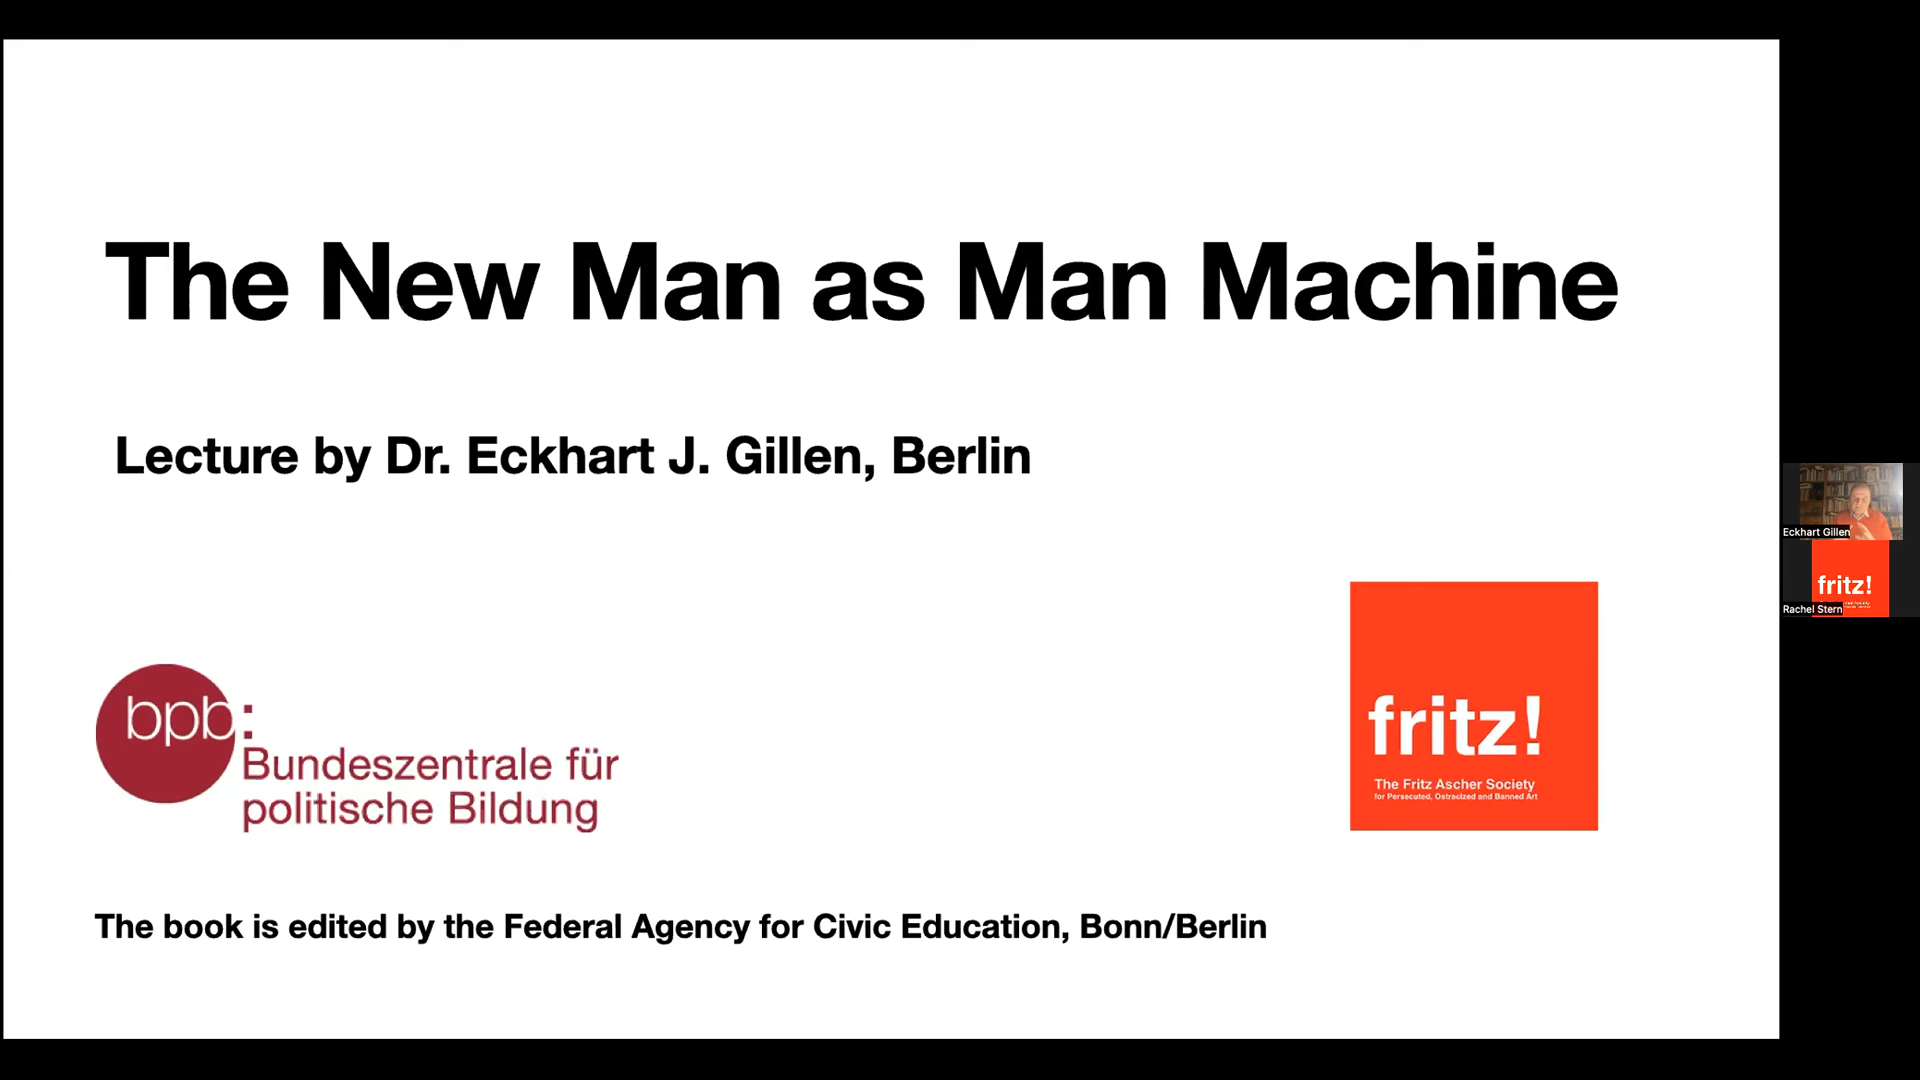 The New Man as Man Machine
Lecture by Dr. Eckhart J. Gillen, Berlin
bpb:
Bundeszentrale für
politische Bildung
fritz!
The Fritz Ascher Society
for Persecuted, Ostracized and Banned Art
The book is edited by the Federal Agency for Civic Education, Bonn/Berlin
Eckhart Gillen
fritz!
Rachel Stern